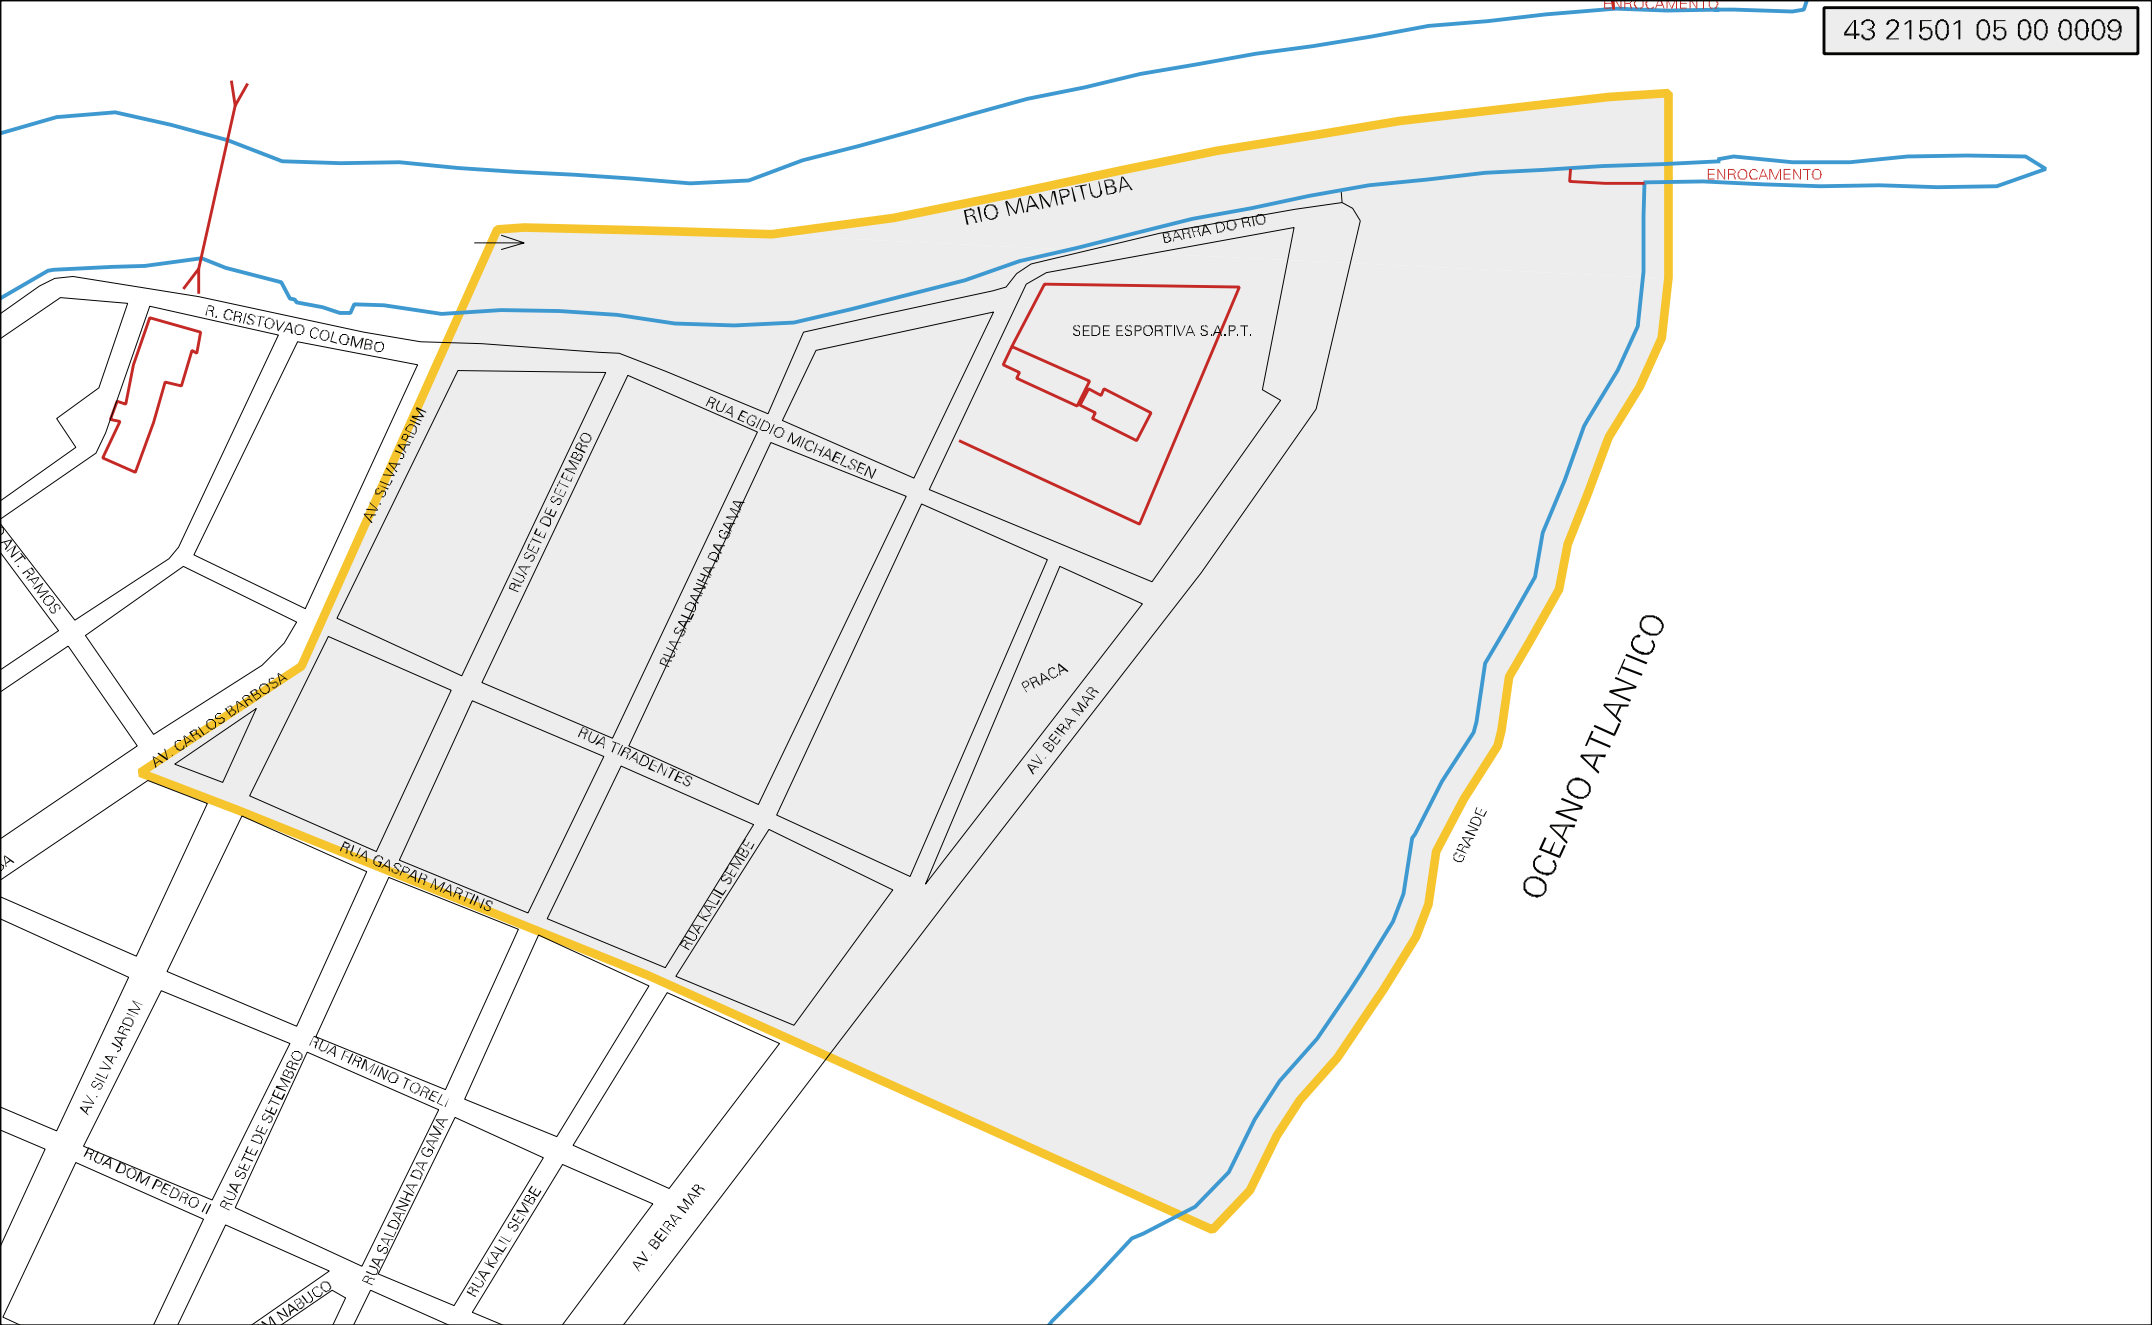 ENROCAMENTO
43 21501 05 00 0009
ENROCAMENTO
RIO MAMPITUBA
BARRA DO RIO
R. CRISTOVAO COLOMBO
SEDE ESPORTIVA S.A.P.T.
RUA EGIDIO MICHAELSEN
AV. SILVA JARDIM
RUA SETE DE SETEMBRO
RUA SALDANHA DA GAMA
ANT. RAMOS
PRACA
AV. BEIRA MAR
OCEANO ATLANTICO
AV. CARLOS BARBOSA
RUA TIRADENTES
GRANDE
RUA GASPAR MARTINS
RUA KALIL SEMBE
SA
AV. SILVA JARDIM
RUA FIRMINO TORELI
RUA SETE DE SETEMBRO
RUA SALDANHA DA GAMA
RUA DOM PEDRO II
RUA KALIL SEMBE
AV. BEIRA MAR
M NABUCO